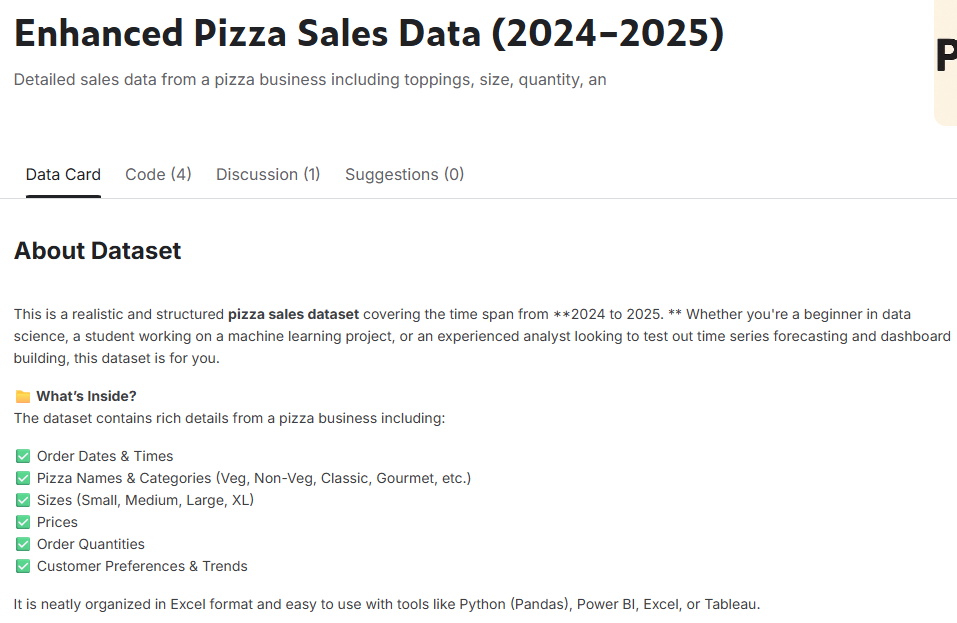 Enhanced Pizza Sales Data (2024–2025)
P
Detailed sales data from a pizza business including toppings, size, quantity, an
Data Card Code (4) Discussion (1) Suggestions (0)
About Dataset
This is a realistic and structured pizza sales dataset covering the time span from **2024 to 2025. ** Whether you're a beginner in data
science, a student working on a machine learning project, or an experienced analyst looking to test out time series forecasting and dashboard
building, this dataset is for you.
📁 What’s Inside?
The dataset contains rich details from a pizza business including:
✅ Order Dates & Times
✅ Pizza Names & Categories (Veg, Non-Veg, Classic, Gourmet, etc.)
✅ Sizes (Small, Medium, Large, XL)
✅ Prices
✅ Order Quantities
✅ Customer Preferences & Trends
It is neatly organized in Excel format and easy to use with tools like Python (Pandas), Power BI, Excel, or Tableau.